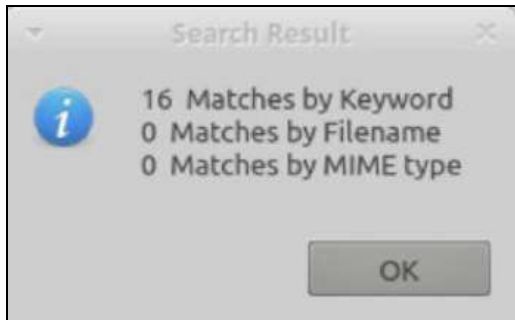 Search Result
16 Matches by Keyword
0 Matches by Filename
0 Matches by MIME type
OK